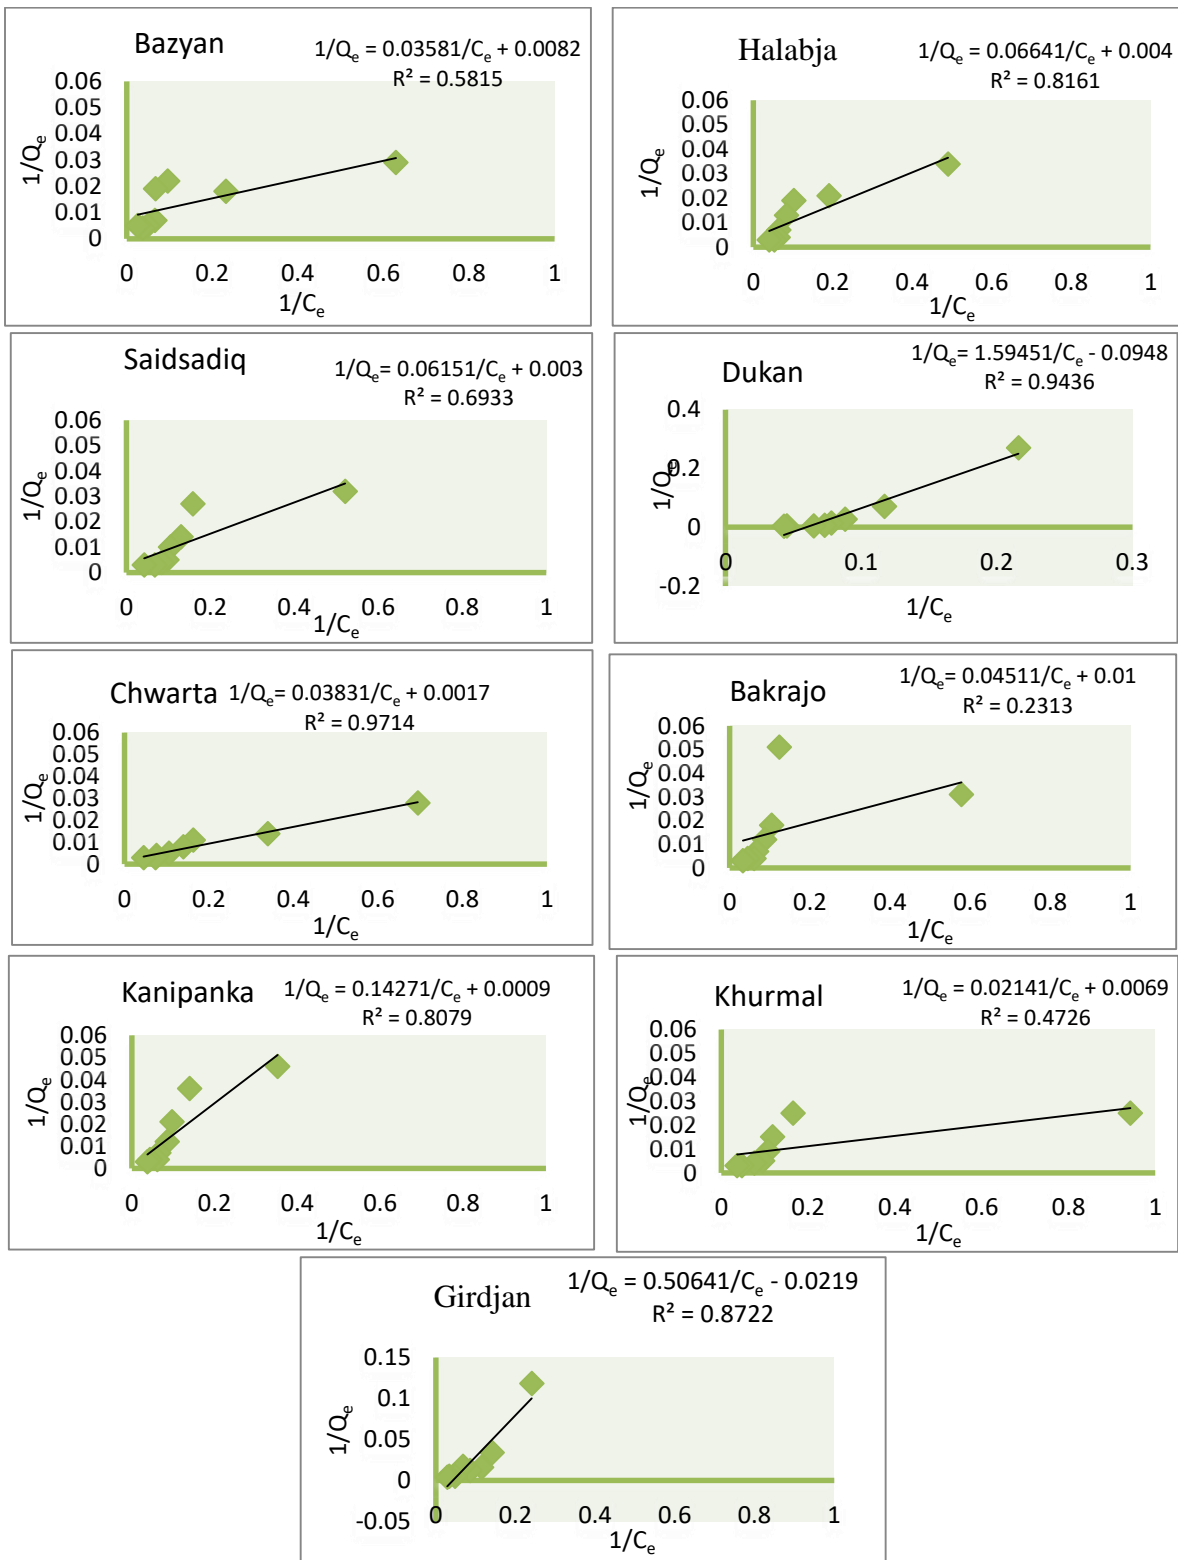 Bazyan
1/Qₑ = 0.03581/Cₑ + 0.0082
R² = 0.5815
0.06
0.05
0.04
0.03
0.02
0.01
0
1/Qₑ
0 0.2 0.4 0.6 0.8 1
1/Cₑ
Halabja
1/Qₑ = 0.06641/Cₑ + 0.004
R² = 0.8161
0.06
0.05
0.04
0.03
0.02
0.01
0
1/Qₑ
0 0.2 0.4 0.6 0.8 1
1/Cₑ
Saidsadiq
1/Qₑ= 0.06151/Cₑ + 0.003
R² = 0.6933
0.06
0.05
0.04
0.03
0.02
0.01
0
1/Qₑ
0 0.2 0.4 0.6 0.8 1
1/Cₑ
Dukan
1/Qₑ= 1.59451/Cₑ - 0.0948
R² = 0.9436
0.4
0.2
0
-0.2
1/Qₑ
0 0.1 0.2 0.3
1/Cₑ
Chwarta
1/Qₑ= 0.03831/Cₑ + 0.0017
R² = 0.9714
0.06
0.05
0.04
0.03
0.02
0.01
0
1/Qₑ
0 0.2 0.4 0.6 0.8 1
1/Cₑ
Bakrajo
1/Qₑ= 0.04511/Cₑ + 0.01
R² = 0.2313
0.06
0.05
0.04
0.03
0.02
0.01
0
1/Qₑ
0 0.2 0.4 0.6 0.8 1
1/Cₑ
Kanipanka
1/Qₑ = 0.14271/Cₑ + 0.0009
R² = 0.8079
0.06
0.05
0.04
0.03
0.02
0.01
0
1/Qₑ
0 0.2 0.4 0.6 0.8 1
1/Cₑ
Khurmal
1/Qₑ = 0.02141/Cₑ + 0.0069
R² = 0.4726
0.06
0.05
0.04
0.03
0.02
0.01
0
1/Qₑ
0 0.2 0.4 0.6 0.8 1
1/Cₑ
Girdjan
1/Qₑ = 0.50641/Cₑ - 0.0219
R² = 0.8722
0.15
0.1
0.05
0
-0.05
1/Qₑ
0 0.2 0.4 0.6 0.8 1
1/Cₑ